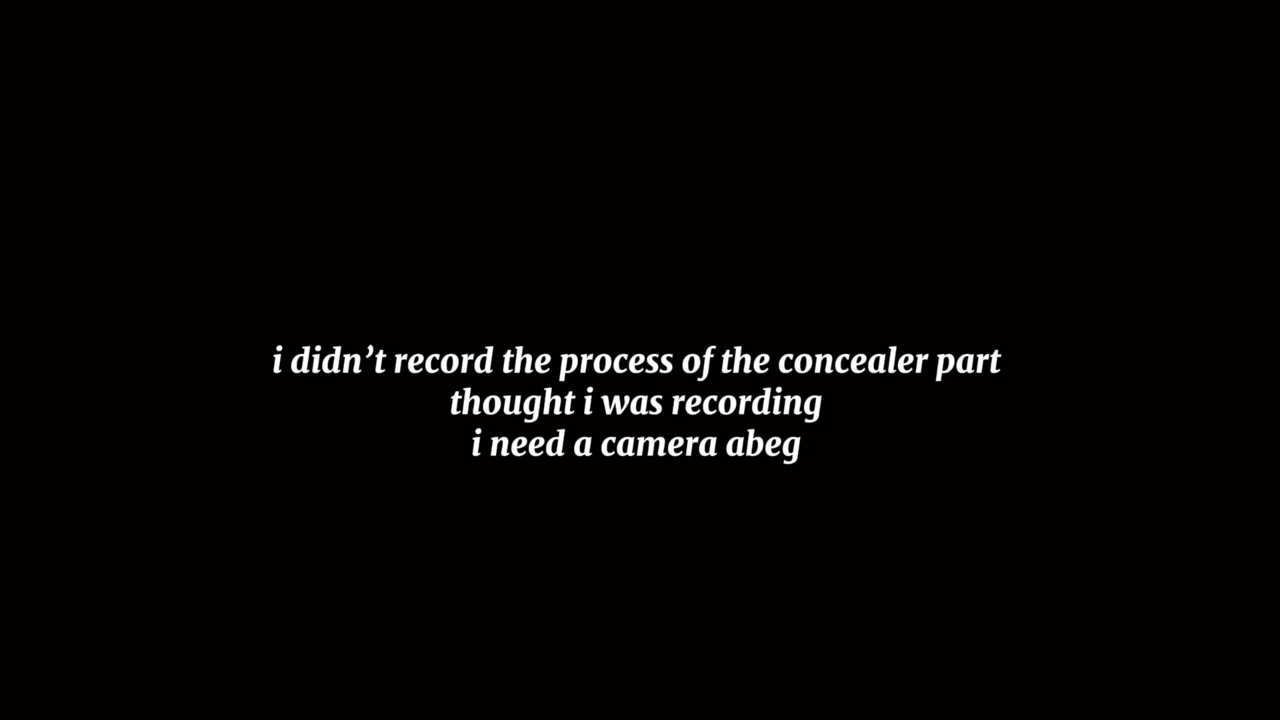 i didn’t record the process of the concealer part
thought i was recording
i need a camera abeg